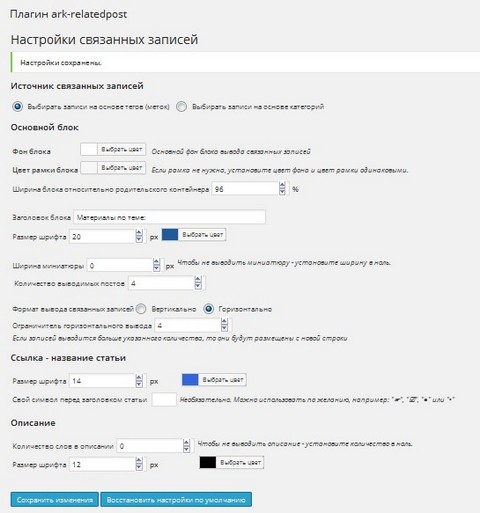 Плагин ark-relatedpost
Настройки связанных записей
Настройки сохранены.
Источник связанных записей
Выбирать записи на основе тегов (меток) Выбирать записи на основе категорий
Основной блок
Фон блока Выбрать цвет Основной фон блока вывода связанных записей
Цвет рамки блока Выбрать цвет Если рамка не нужна, установите цвет фона и цвет рамки одинаковыми.
Ширина блока относительно родительского контейнера 96 %
Заголовок блока Материалы по теме:
Размер шрифта 20 px Выбрать цвет
Ширина миниатюры 0 px Чтобы не выводить миниатюру - установите ширину в ноль.
Количество выводимых постов 4
Формат вывода связанных записей Вертикально Горизонтально
Ограничитель горизонтального вывода 4
Если записей выводится больше указанного количества, то они будут размещены с новой строки
Ссылка - название статьи
Размер шрифта 14 px Выбрать цвет
Свой символ перед заголовком статьи Необязательно. Можно использовать по желанию, например: "☛", "☑", "●" или "•"
Описание
Количество слов в описании 0 Чтобы не выводить описание - установите количество в ноль.
Размер шрифта 12 px Выбрать цвет
Сохранить изменения Восстановить настройки по умолчанию